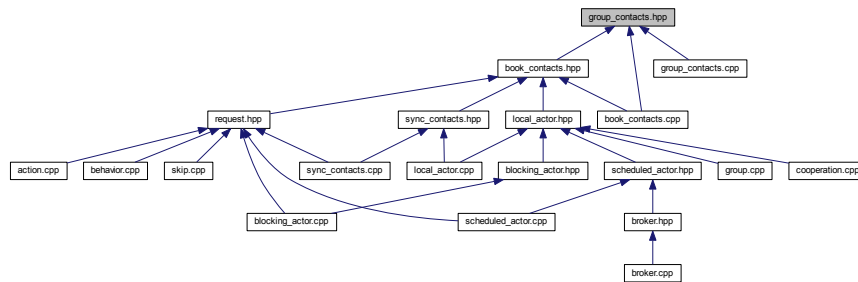 group_contacts.hpp
book_contacts.hpp
group_contacts.cpp
request.hpp
sync_contacts.hpp
local_actor.hpp
book_contacts.cpp
action.cpp
behavior.cpp
skip.cpp
sync_contacts.cpp
local_actor.cpp
blocking_actor.hpp
scheduled_actor.hpp
group.cpp
cooperation.cpp
blocking_actor.cpp
scheduled_actor.cpp
broker.hpp
broker.cpp